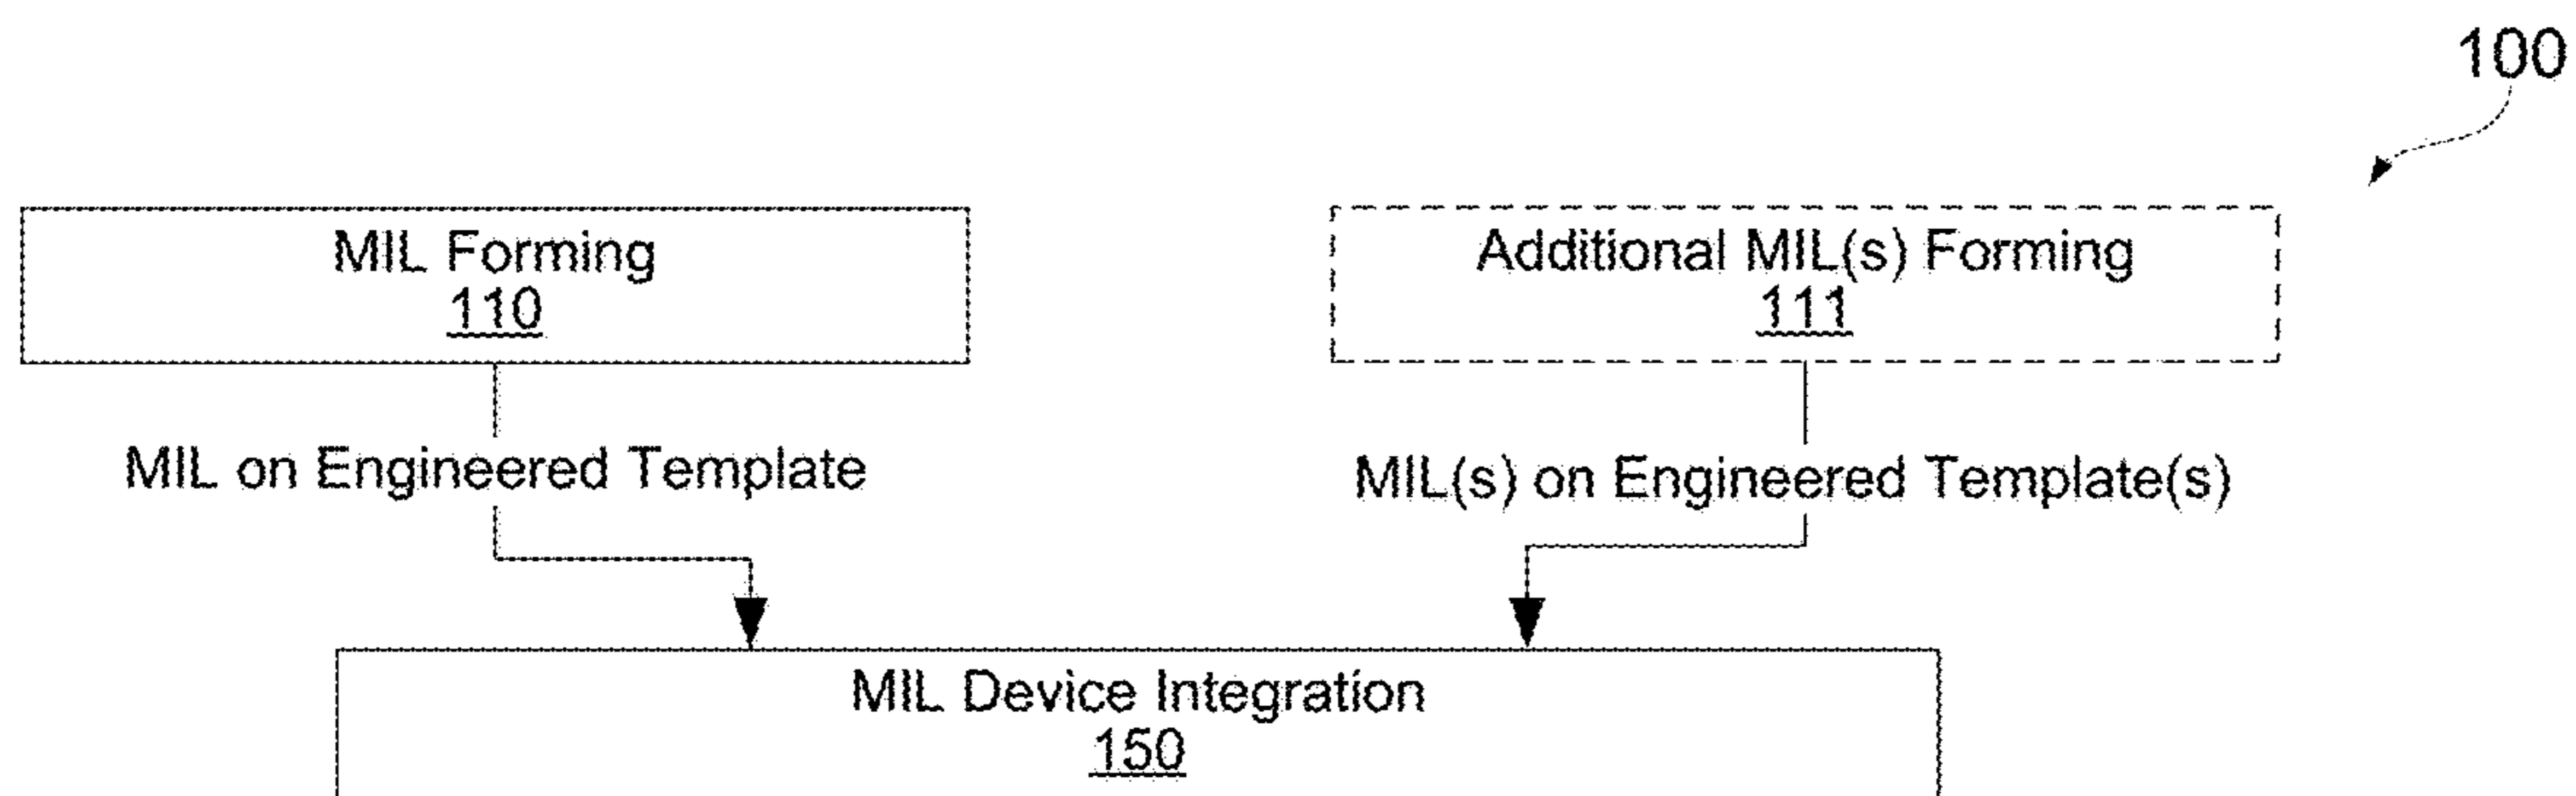 100
MIL Forming
110
Additional MIL(s) Forming
111
MIL on Engineered Template
MIL(s) on Engineered Template(s)
MIL Device Integration
150